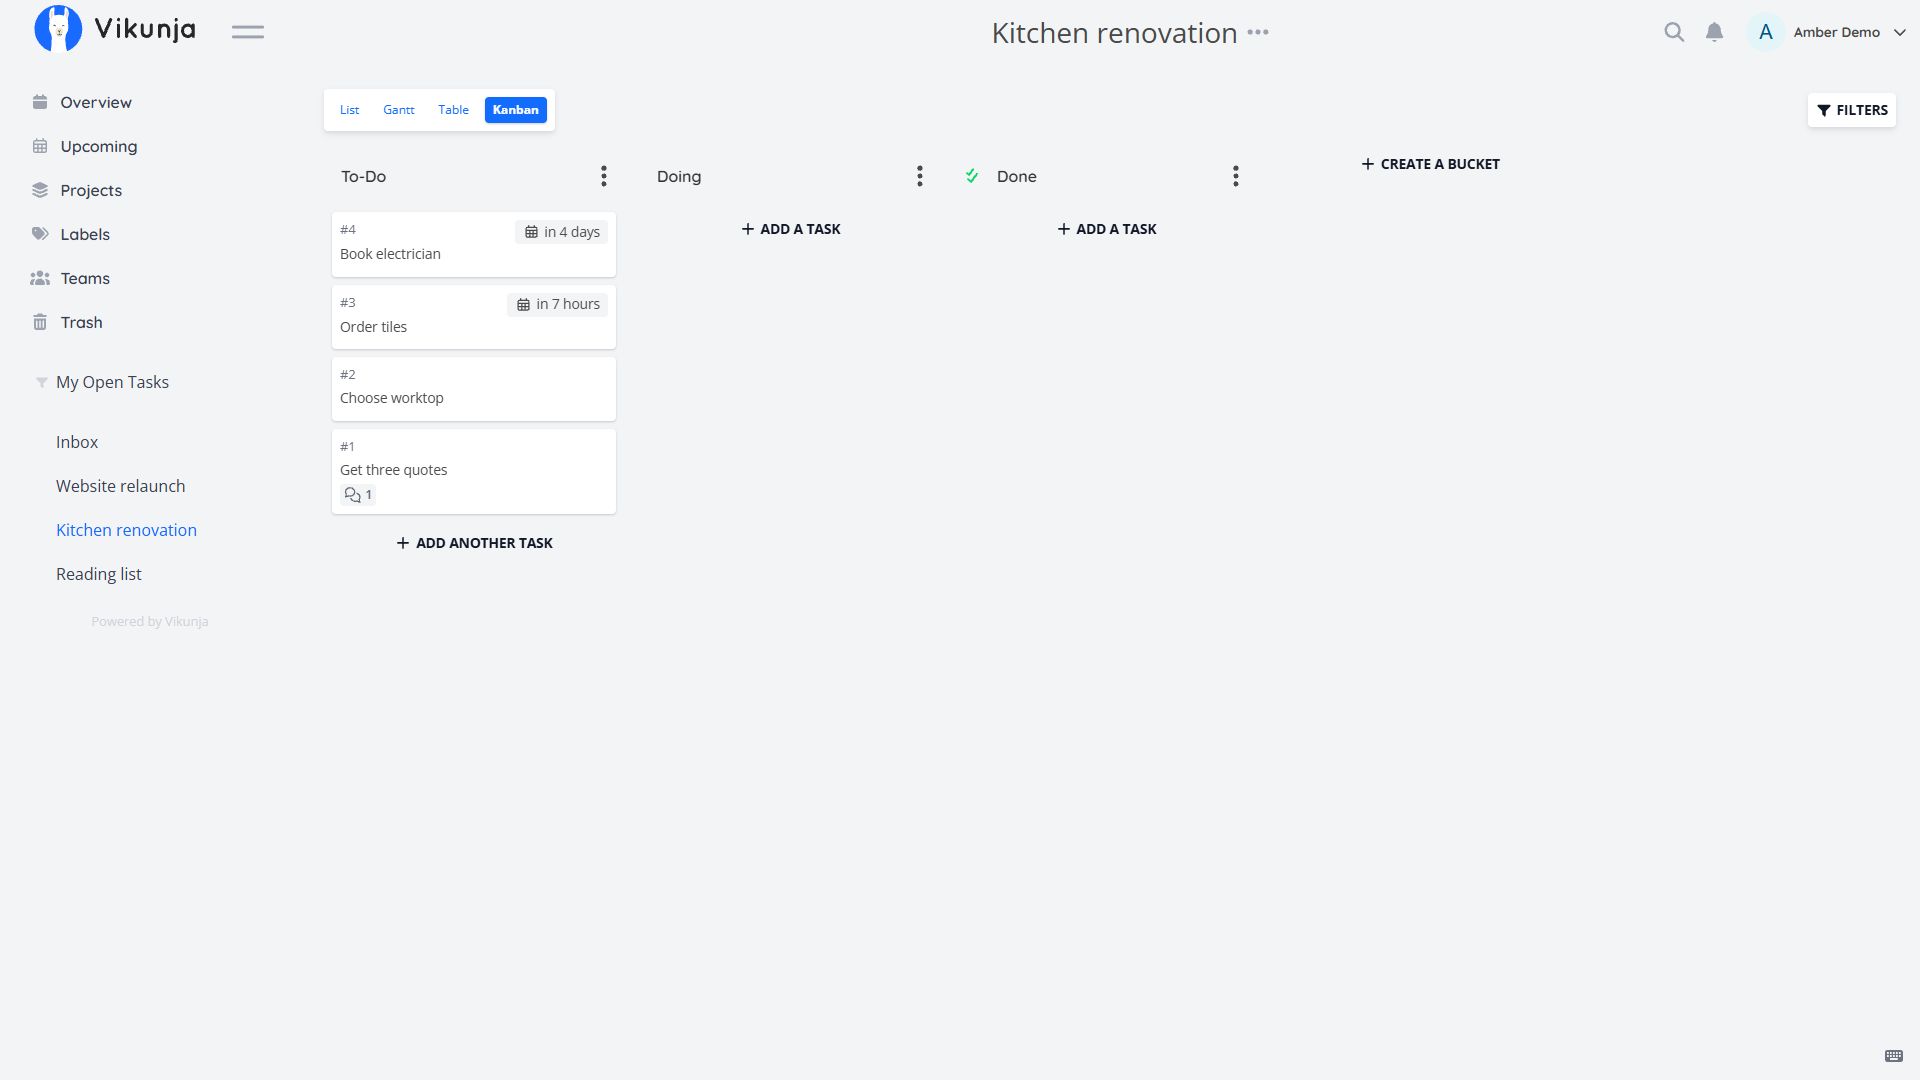 Vikunja
Kitchen renovation
A
Amber Demo
Overview
Upcoming
Projects
Labels
Teams
Trash
My Open Tasks
Inbox
Website relaunch
Kitchen renovation
Reading list
Powered by Vikunja
List Gantt Table Kanban
FILTERS
To-Do
#4
in 4 days
Book electrician
#3
in 7 hours
Order tiles
#2
Choose worktop
#1
Get three quotes
1
ADD ANOTHER TASK
Doing
ADD A TASK
Done
ADD A TASK
CREATE A BUCKET